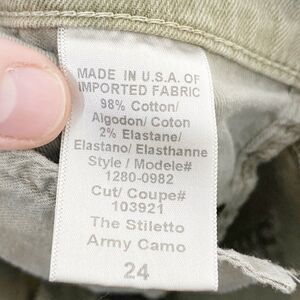 MADE IN U.S.A. OF
IMPORTED FABRIC
98% Cotton/
Algodon/ Coton
2% Elastane/
Elastano/ Elasthanne
Style / Modele#
1280-0982
Cut/ Coupe#
103921
The Stiletto
Army Camo
24